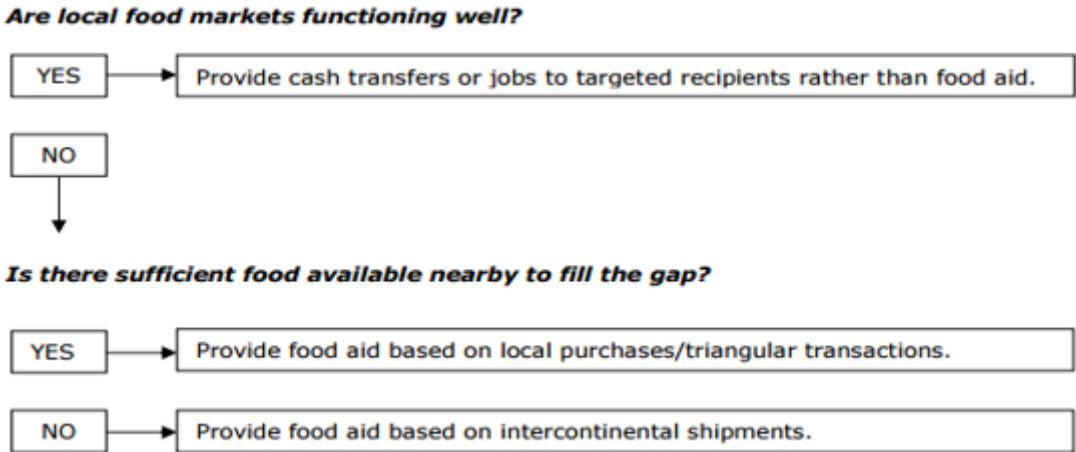 Are local food markets functioning well?
YES
Provide cash transfers or jobs to targeted recipients rather than food aid.
NO
Is there sufficient food available nearby to fill the gap?
YES
Provide food aid based on local purchases/triangular transactions.
NO
Provide food aid based on intercontinental shipments.